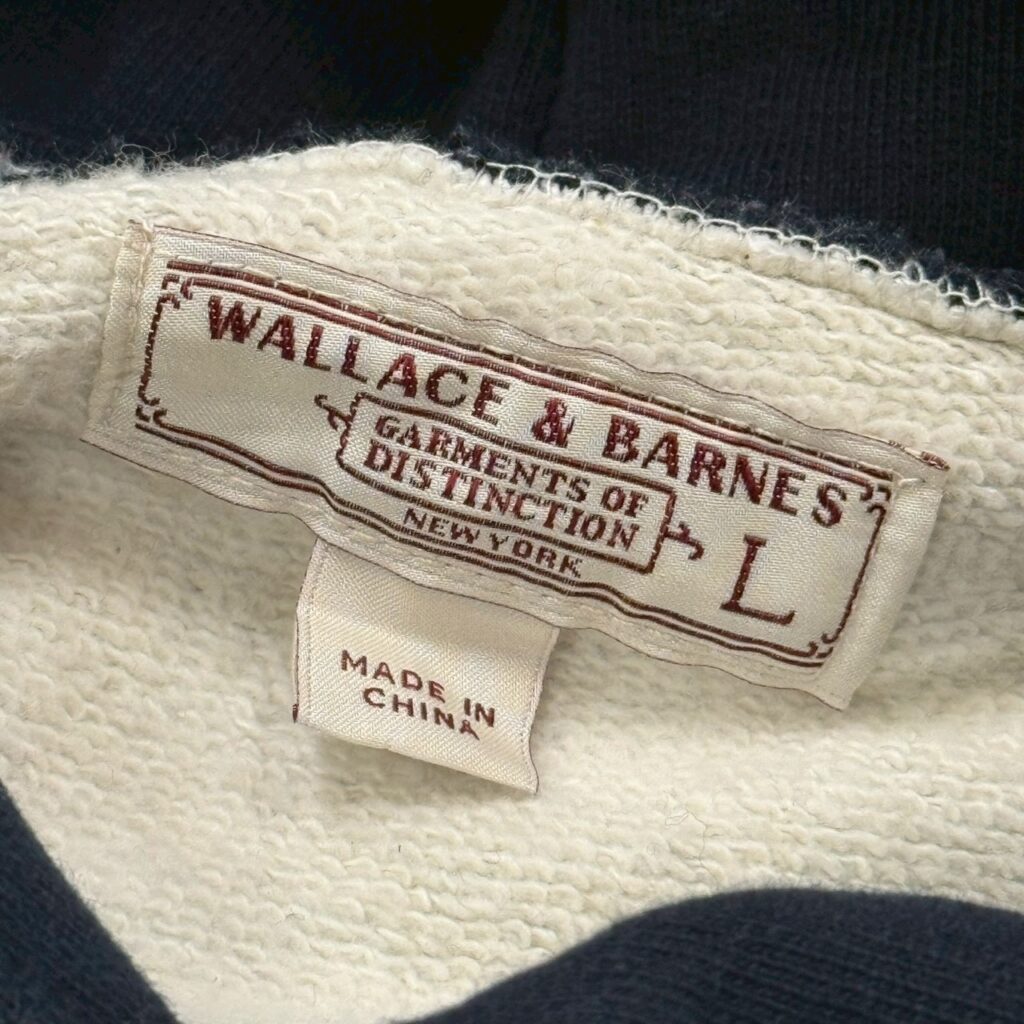 WALLACE & BARNES
GARMENTS OF
DISTINCTION
NEW YORK
L
MADE IN
CHINA